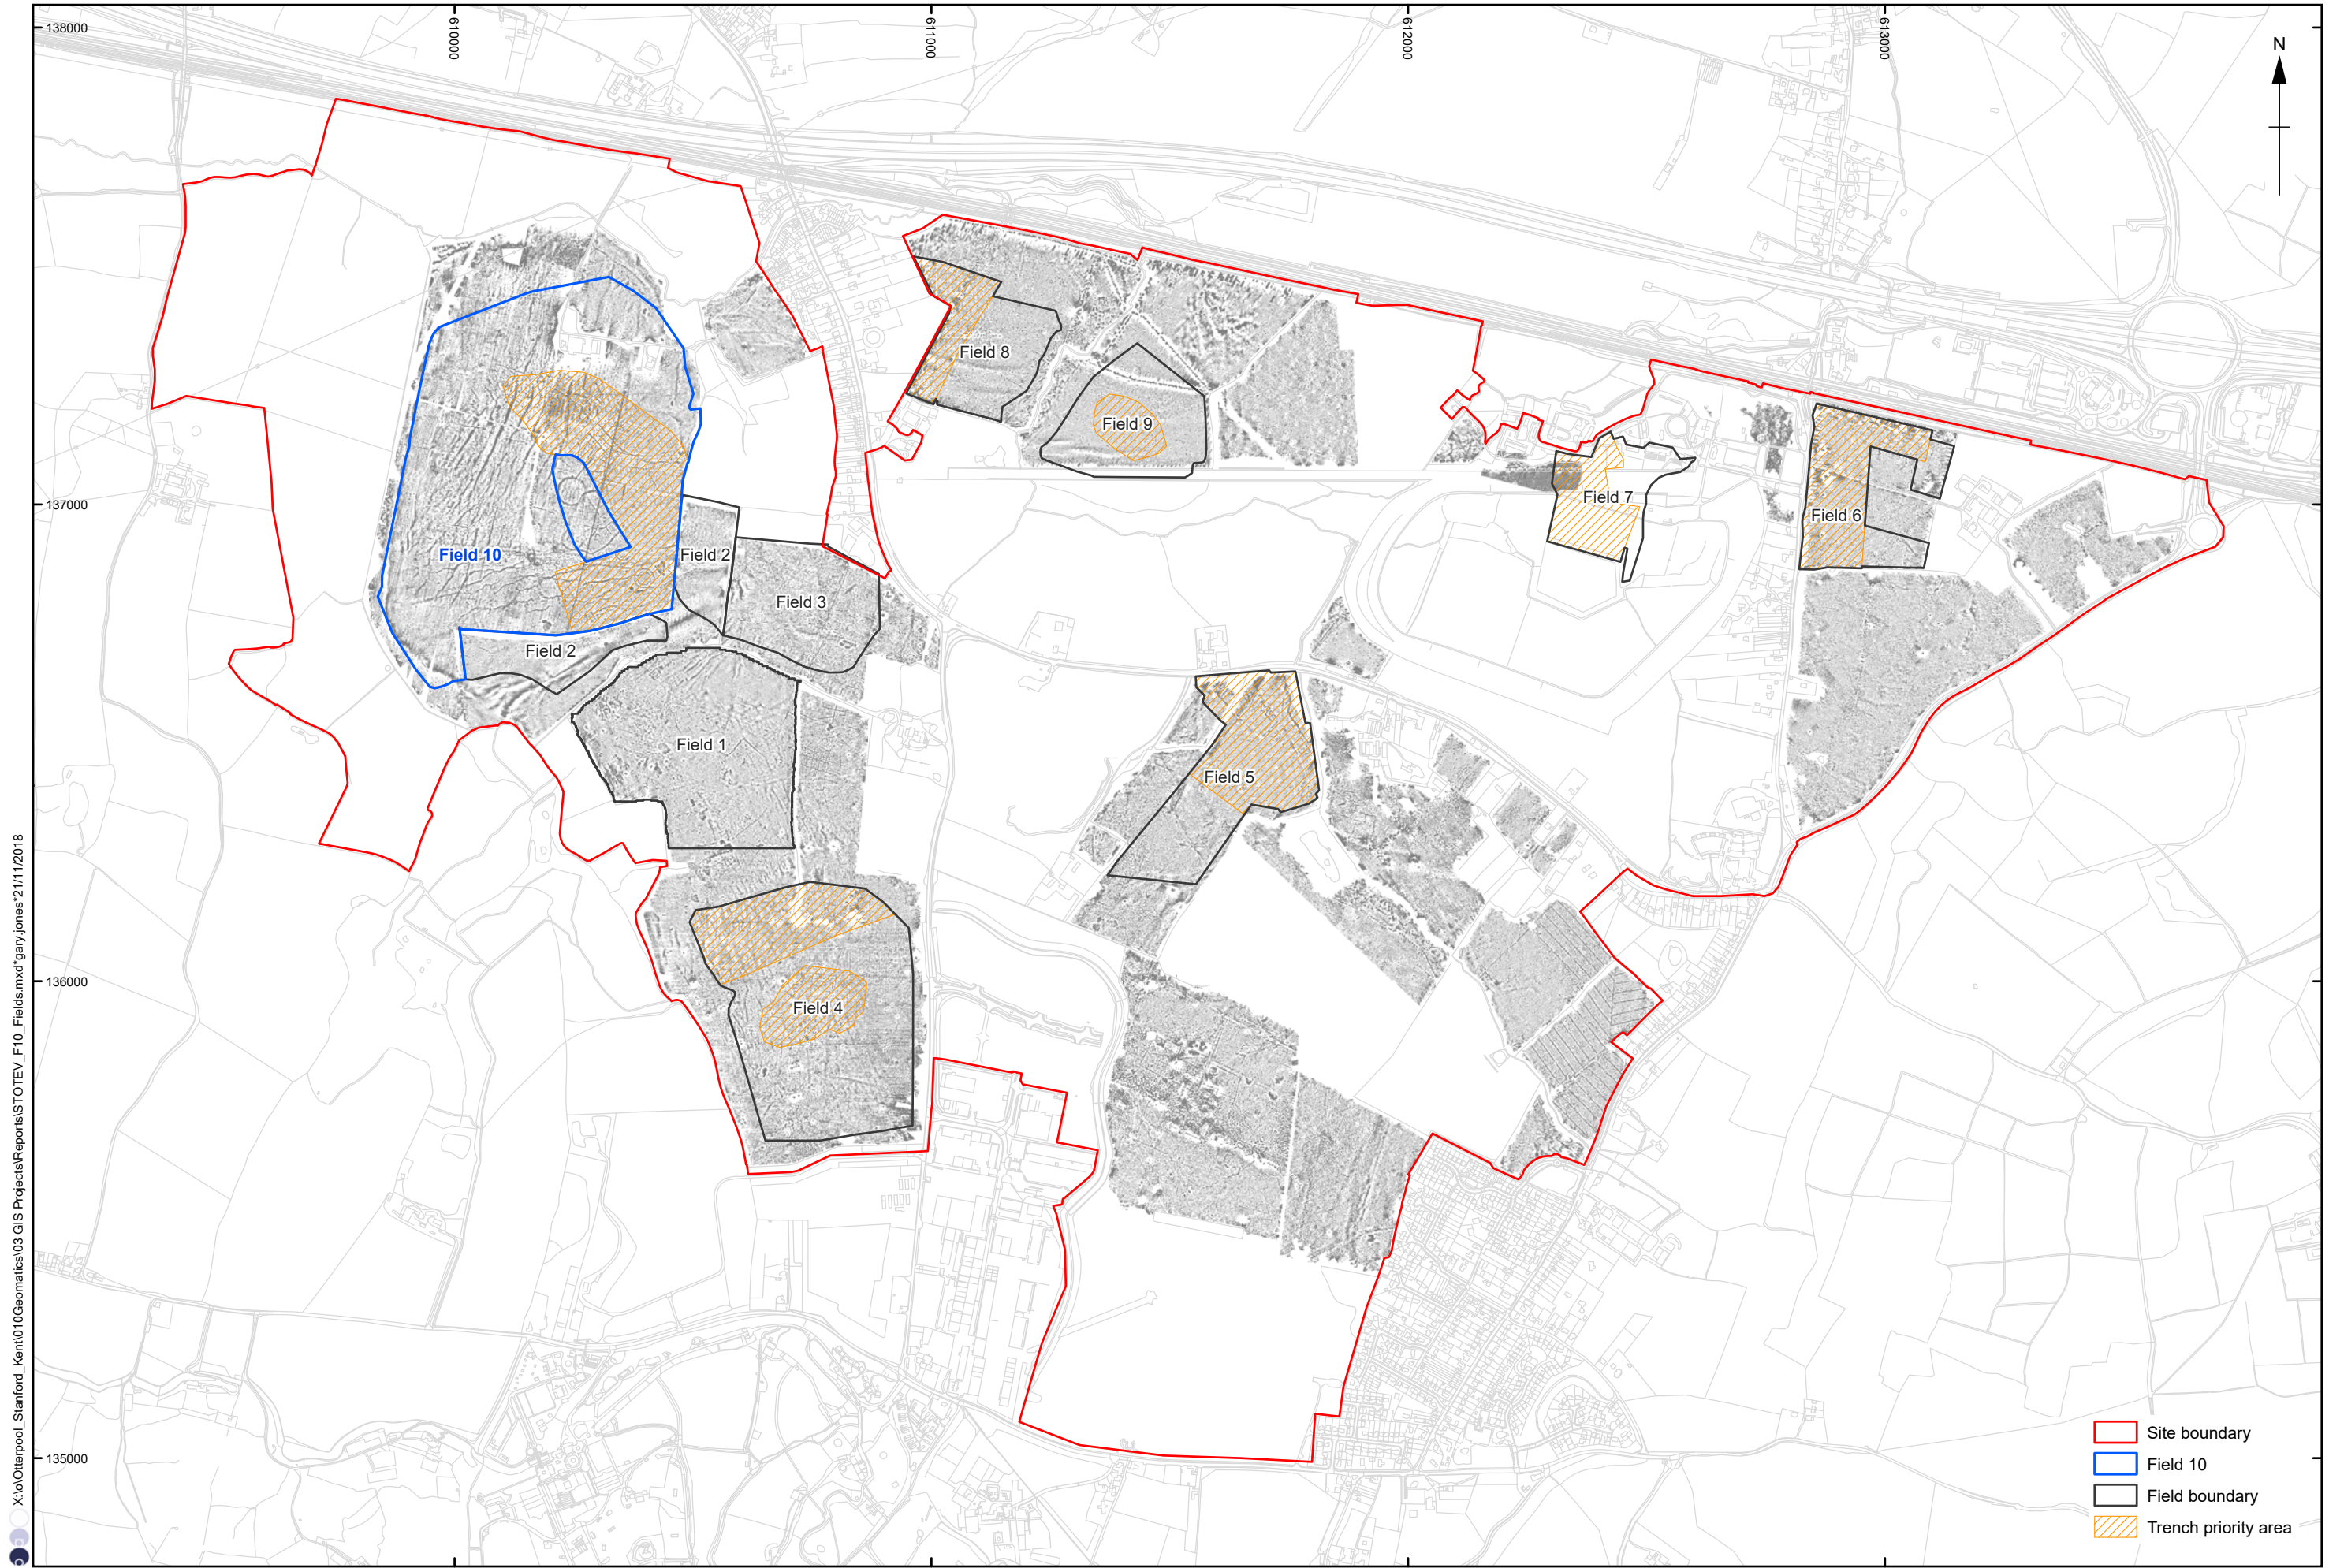 138000
137000
136000
135000
610000
611000
612000
613000
N
Field 8
Field 9
Field 7
Field 6
Field 10
Field 2
Field 3
Field 2
Field 1
Field 5
Field 4
Site boundary
Field 10
Field boundary
Trench priority area
X:\o\Otterpool_Stanford_Kent\010Geomatics\03 GIS Projects\Reports\STOTEV_F10_Fields.mxd*gary.jones*21/11/2018